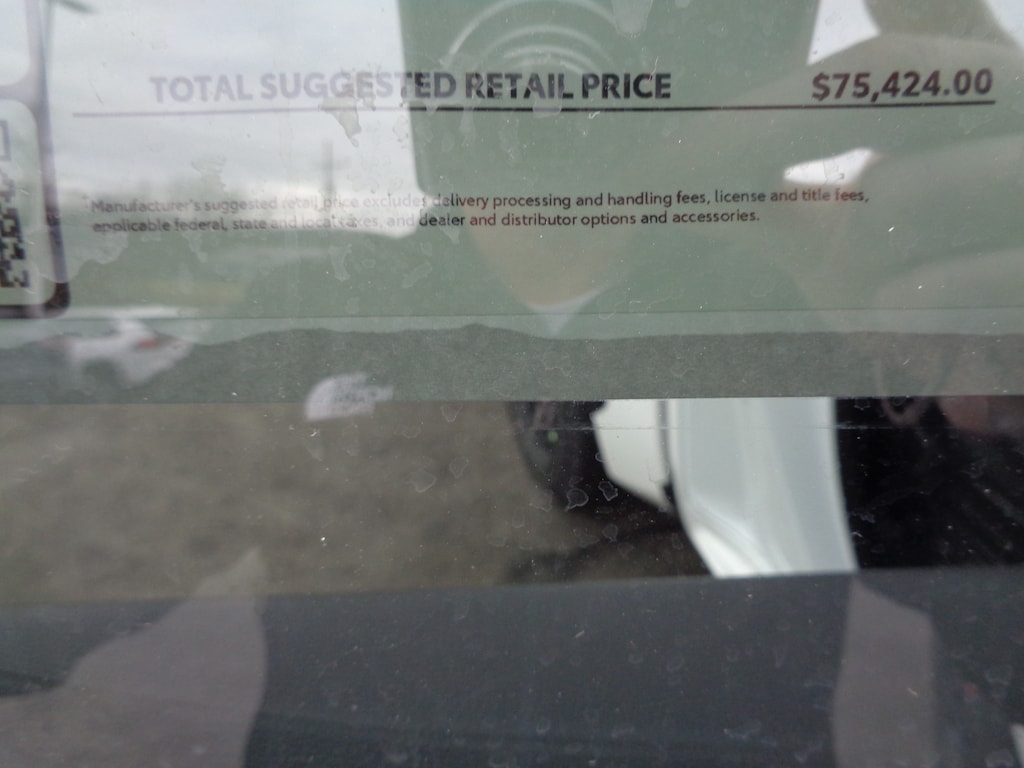 TOTAL SUGGESTED RETAIL PRICE $75,424.00
*Manufacturer's suggested retail price excludes delivery processing and handling fees, license and title fees,
applicable federal, state and local taxes, and dealer and distributor options and accessories.